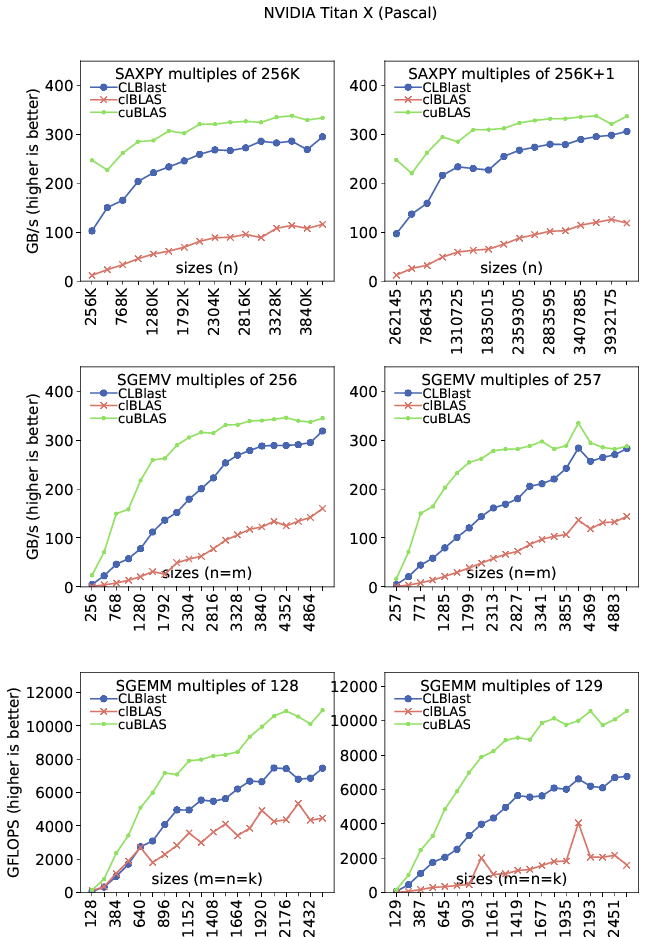 NVIDIA Titan X (Pascal)
SAXPY multiples of 256K
CLBlast
clBLAS
cuBLAS
GB/s (higher is better)
400
300
200
100
0
sizes (n)
256K
768K
1280K
1792K
2304K
2816K
3328K
3840K
SAXPY multiples of 256K+1
CLBlast
clBLAS
cuBLAS
400
300
200
100
0
sizes (n)
262145
786435
1310725
1835015
2359305
2883595
3407885
3932175
SGEMV multiples of 256
CLBlast
clBLAS
cuBLAS
GB/s (higher is better)
400
300
200
100
0
sizes (n=m)
256
768
1280
1792
2304
2816
3328
3840
4352
4864
SGEMV multiples of 257
CLBlast
clBLAS
cuBLAS
400
300
200
100
0
sizes (n=m)
257
771
1285
1799
2313
2877
3341
3855
4369
4883
SGEMM multiples of 128
CLBlast
clBLAS
cuBLAS
GFLOPS (higher is better)
12000
10000
8000
6000
4000
2000
0
sizes (m=n=k)
128
384
640
896
1152
1408
1664
1920
2176
2432
SGEMM multiples of 129
CLBlast
clBLAS
cuBLAS
12000
10000
8000
6000
4000
2000
0
sizes (m=n=k)
129
387
645
903
1161
1419
1677
1935
2193
2451